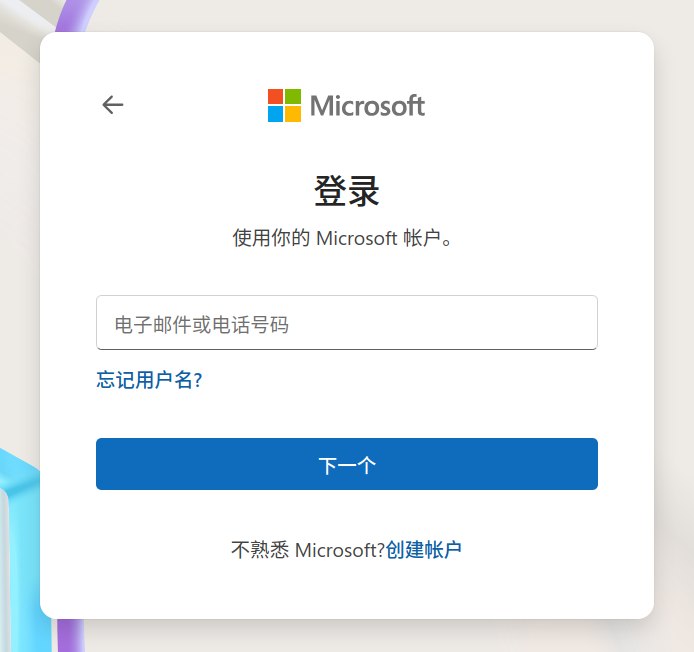 Microsoft
登录
使用你的 Microsoft 帐户。
电子邮件或电话号码
忘记用户名?
下一个
不熟悉 Microsoft?创建帐户